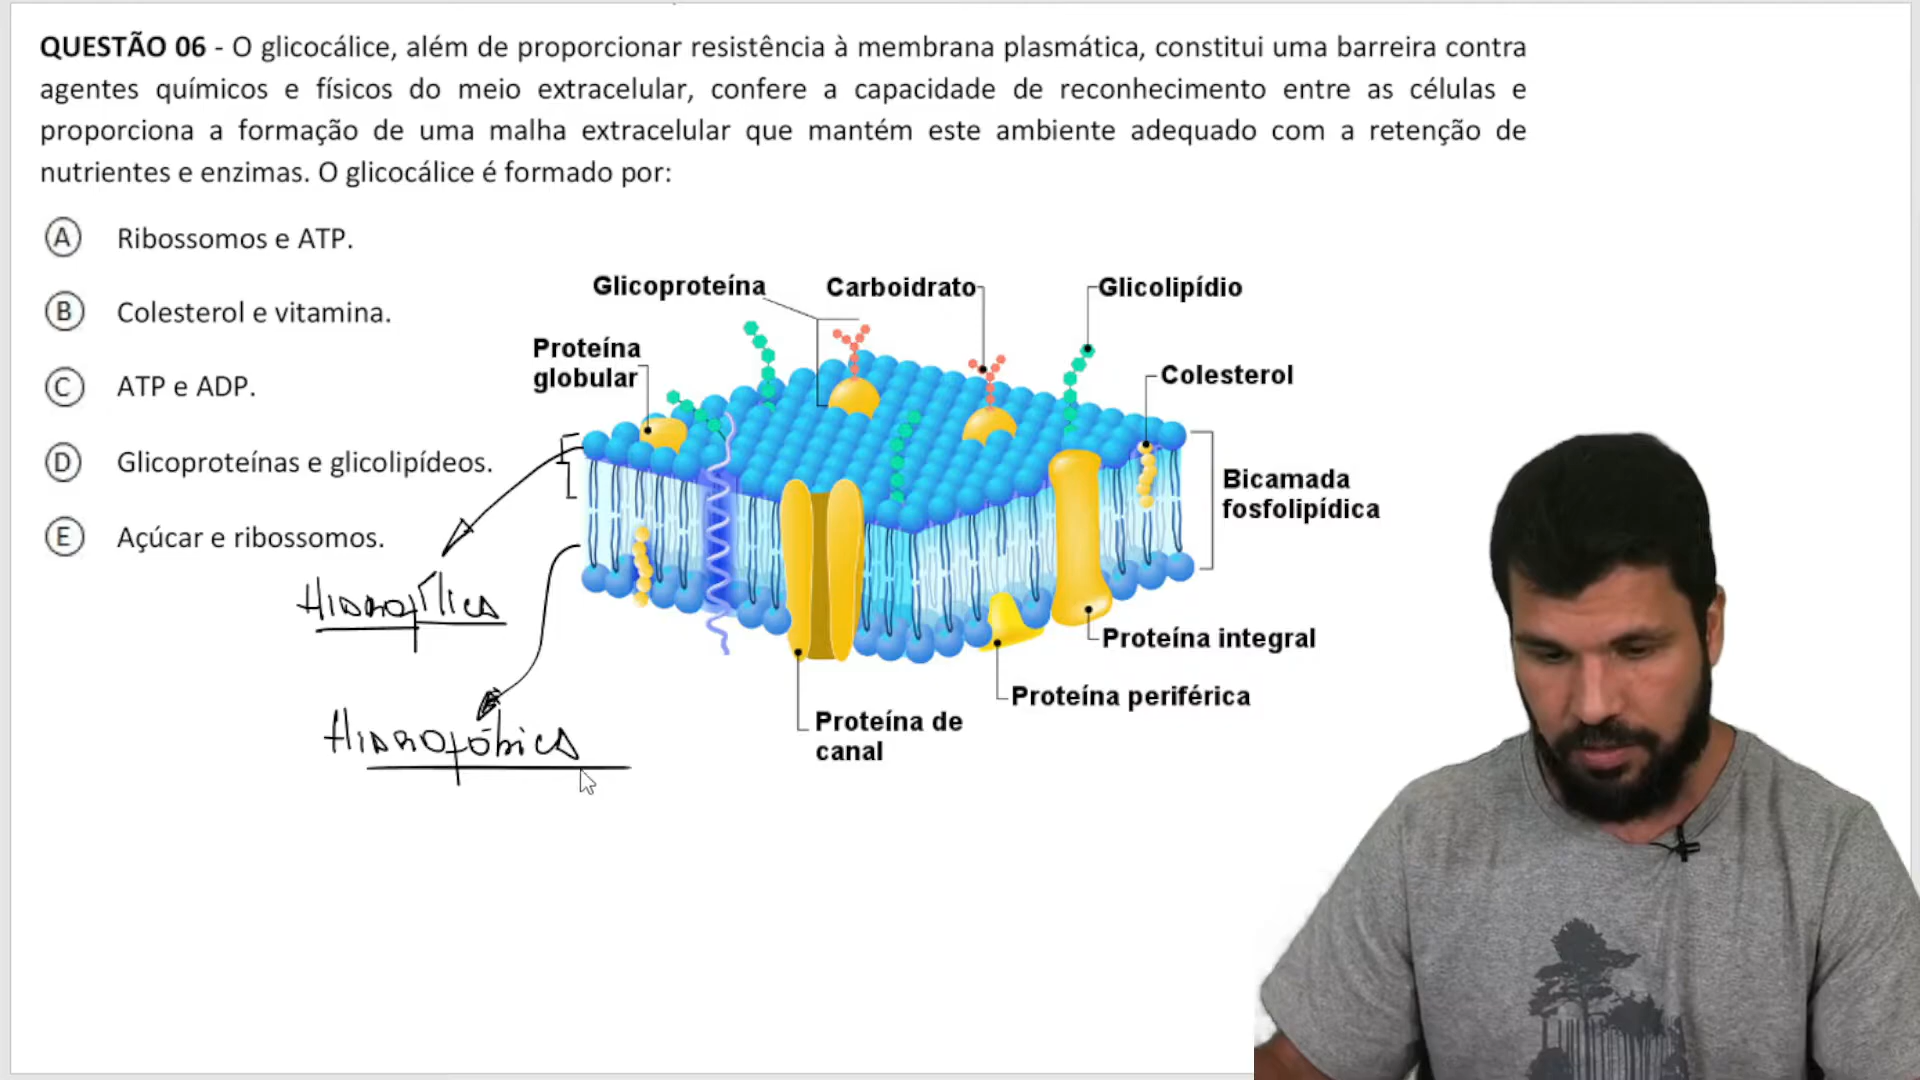 QUESTÃO 06 - O glicocálice, além de proporcionar resistência à membrana plasmática, constitui uma barreira contra
agentes químicos e físicos do meio extracelular, confere a capacidade de reconhecimento entre as células e
proporciona a formação de uma malha extracelular que mantém este ambiente adequado com a retenção de
nutrientes e enzimas. O glicocálice é formado por:
A Ribossomos e ATP.
B Colesterol e vitamina.
C ATP e ADP.
D Glicoproteínas e glicolipídeos.
E Açúcar e ribossomos.
Glicoproteína
Carboidrato
Glicolipídio
Proteína
globular
Colesterol
Bicamada
fosfolipídica
Proteína integral
Proteína periférica
Proteína de
canal
Hidrofílica
Hidrofóbica